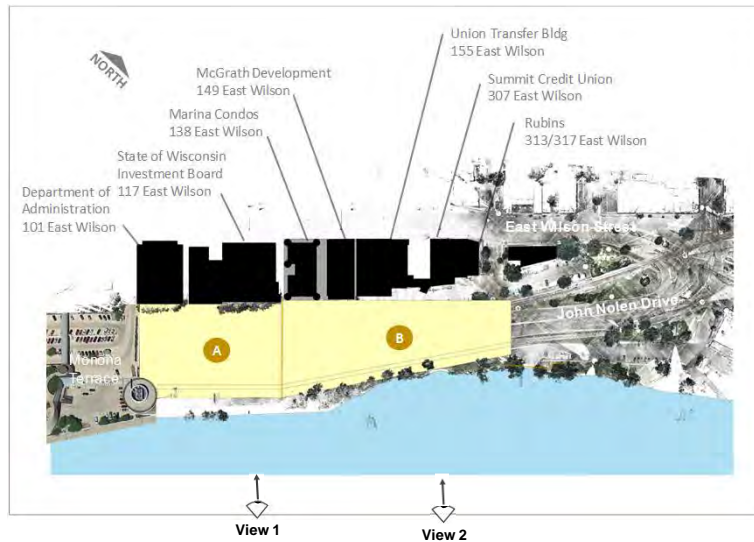 NORTH
Union Transfer Bldg
155 East Wilson
McGrath Development
149 East Wilson
Summit Credit Union
307 East Wilson
Marina Condos
138 East Wilson
Rubins
313/317 East Wilson
State of Wisconsin
Investment Board
117 East Wilson
Department of
Administration
101 East Wilson
East Wilson Street
John Nolen Drive
A
B
Monona
Terrace
View 1
View 2